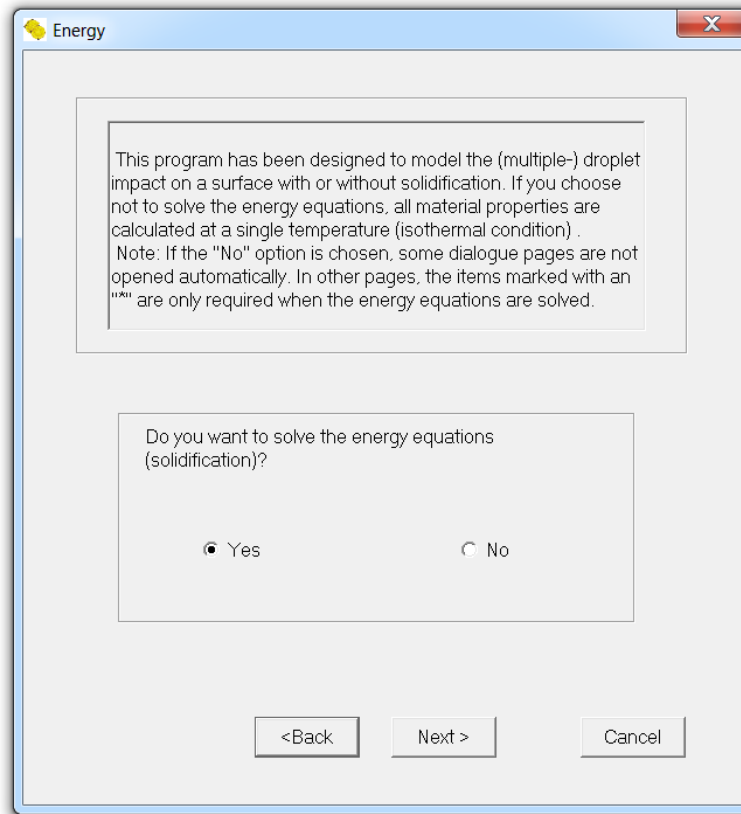 Energy
This program has been designed to model the (multiple-) droplet
impact on a surface with or without solidification. If you choose
not to solve the energy equations, all material properties are
calculated at a single temperature (isothermal condition) .
Note: If the "No" option is chosen, some dialogue pages are not
opened automatically. In other pages, the items marked with an
"*" are only required when the energy equations are solved.
Do you want to solve the energy equations
(solidification)?
Yes
No
<Back
Next >
Cancel